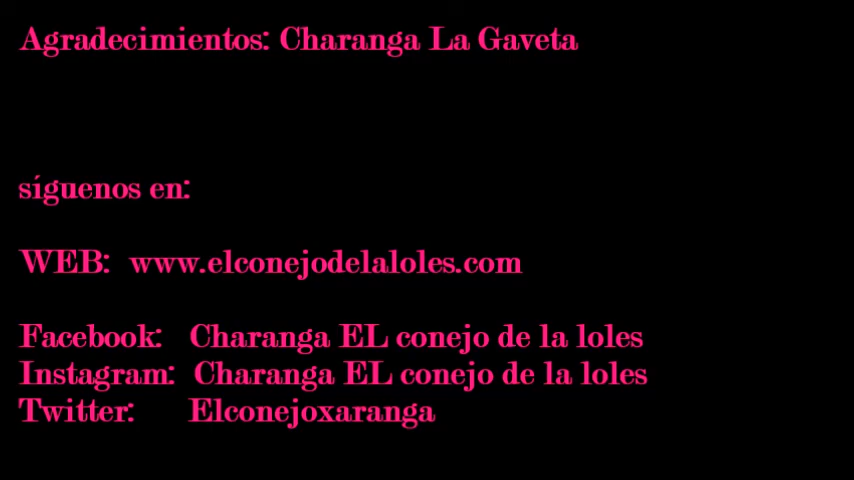 Agradecimientos: Charanga La Gaveta
síguenos en:
WEB: www.elconejodelaloles.com
Facebook: Charanga EL conejo de la loles
Instagram: Charanga EL conejo de la loles
Twitter: Elconejoxaranga